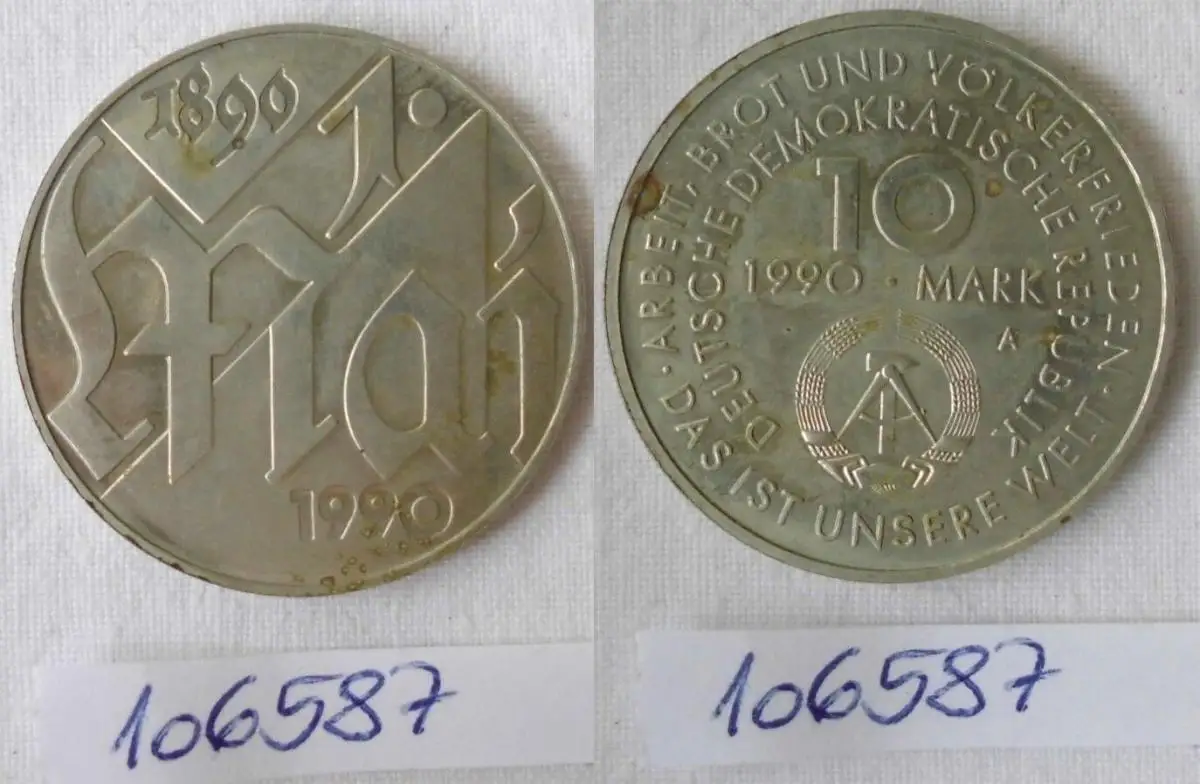 1890
1.
Mai
1990
106587
ARBEIT, BROT UND VÖLKERFRIEDEN · DAS IST UNSERE WELT ·
DEUTSCHE DEMOKRATISCHE REPUBLIK
10
1990 · MARK
A
106587